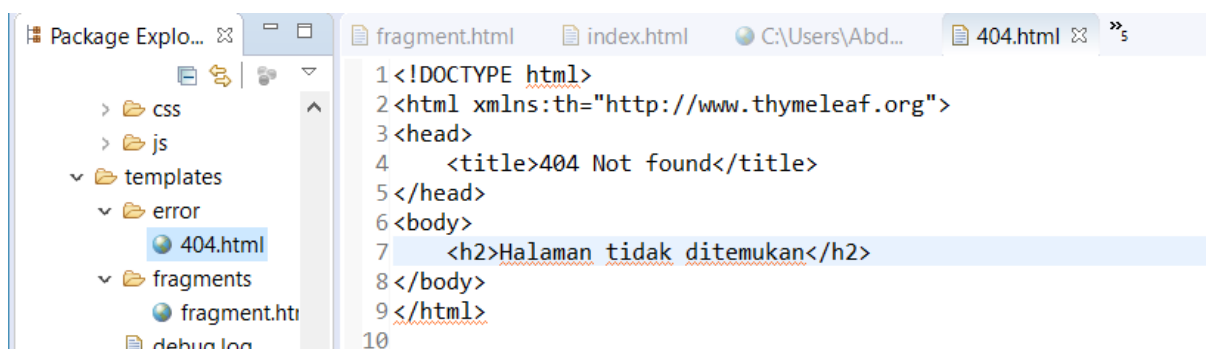 Package Explo...
css
js
templates
error
404.html
fragments
fragment.htr
debug.log
fragment.html index.html C:\Users\Abd... 404.html »5
1 <!DOCTYPE html>
2 <html xmlns:th="http://www.thymeleaf.org">
3 <head>
4     <title>404 Not found</title>
5 </head>
6 <body>
7     <h2>Halaman tidak ditemukan</h2>
8 </body>
9 </html>
10